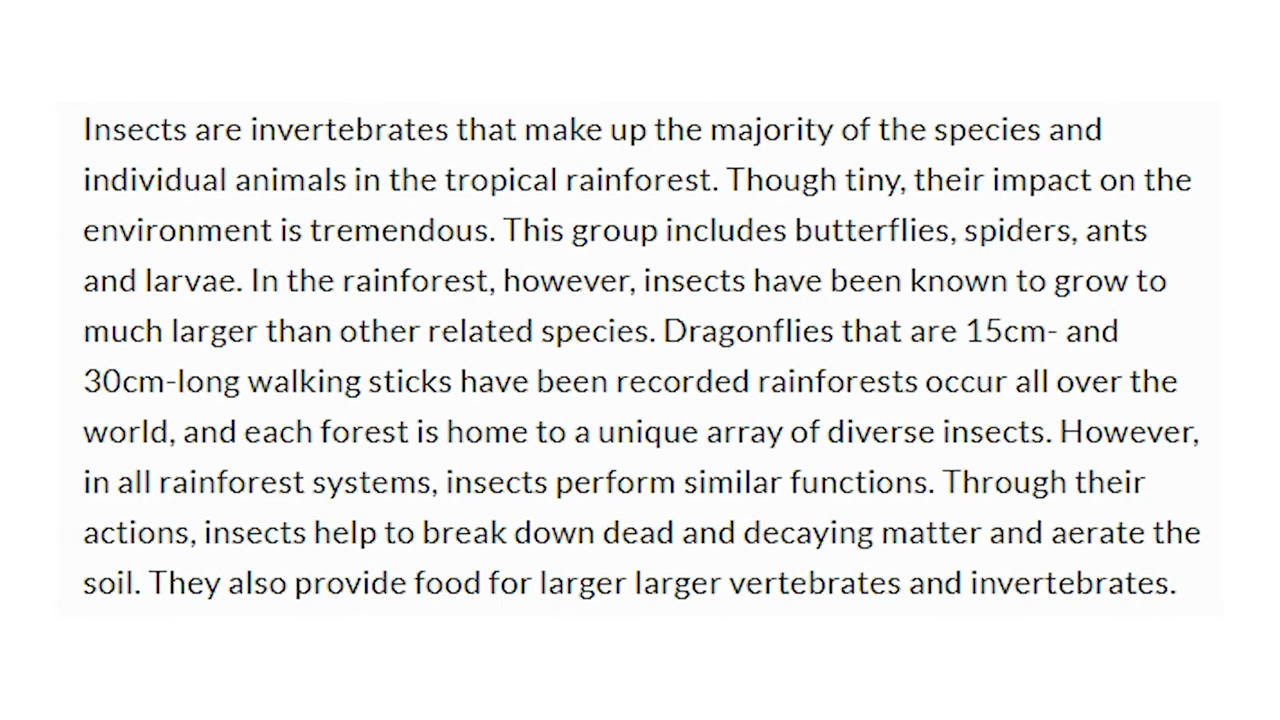 Insects are invertebrates that make up the majority of the species and
individual animals in the tropical rainforest. Though tiny, their impact on the
environment is tremendous. This group includes butterflies, spiders, ants
and larvae. In the rainforest, however, insects have been known to grow to
much larger than other related species. Dragonflies that are 15cm- and
30cm-long walking sticks have been recorded rainforests occur all over the
world, and each forest is home to a unique array of diverse insects. However,
in all rainforest systems, insects perform similar functions. Through their
actions, insects help to break down dead and decaying matter and aerate the
soil. They also provide food for larger larger vertebrates and invertebrates.